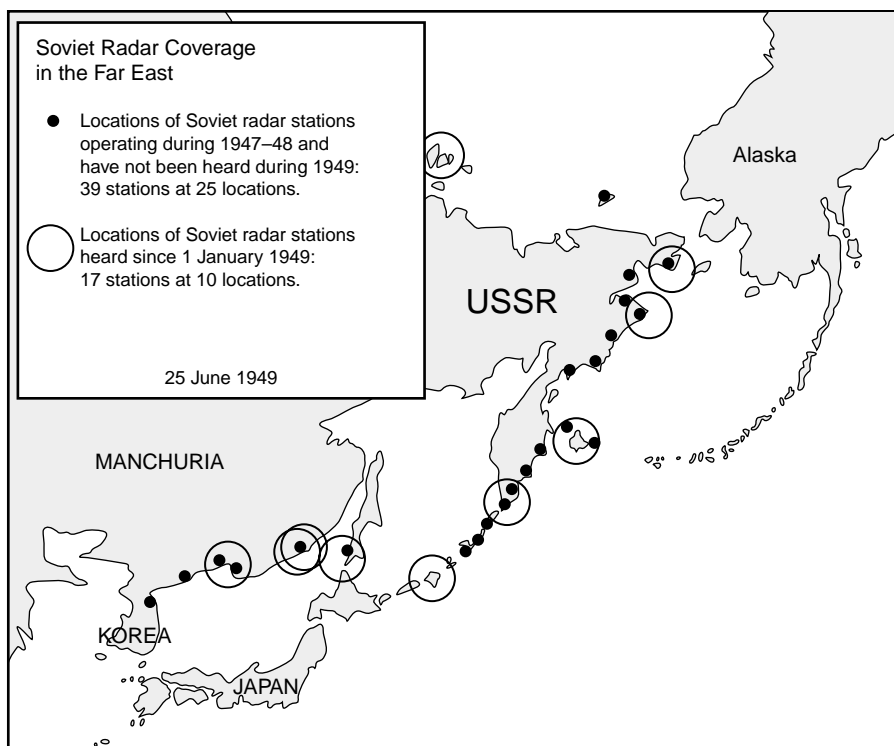 Soviet Radar Coverage
in the Far East
Locations of Soviet radar stations
operating during 1947–48 and
have not been heard during 1949:
39 stations at 25 locations.
Locations of Soviet radar stations
heard since 1 January 1949:
17 stations at 10 locations.
25 June 1949
Alaska
USSR
MANCHURIA
KOREA
JAPAN